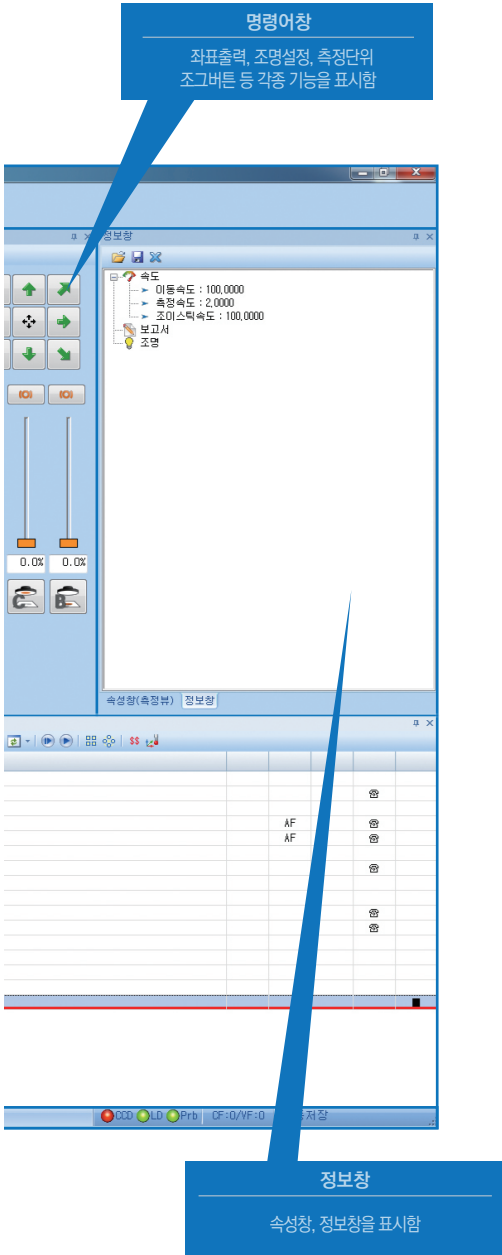 명령어창
좌표출력, 조명설정, 측정단위
조그버튼 등 각종 기능을 표시함
정보창
속도
이동속도 : 100,0000
측정속도 : 2,0000
조이스틱속도 : 100,0000
보고서
조명
0.0% 0.0%
C B
속성창(측정뷰) 정보창
$$
AF
AF
CCD LD Prb CF:0/VF:0 저장
정보창
속성창, 정보창을 표시함